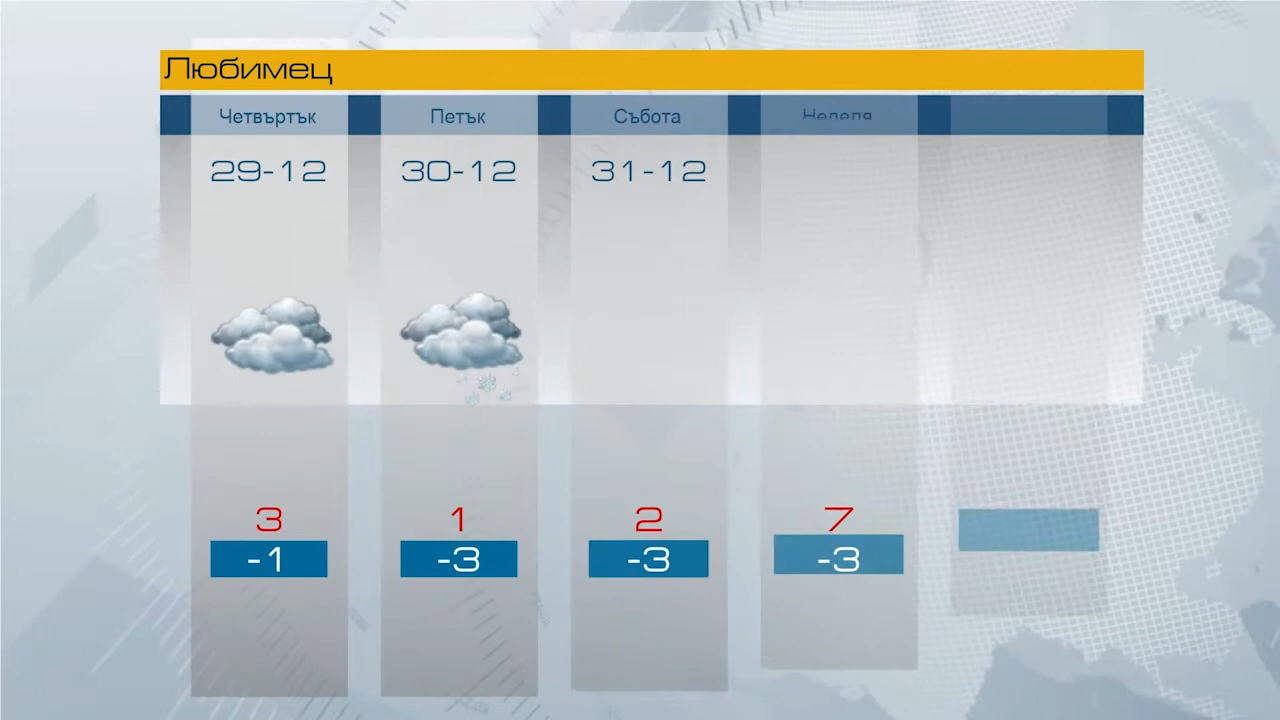 Любимец
Четвъртък Петък Събота Неделя
29-12 30-12 31-12
3 1 2 7
-1 -3 -3 -3